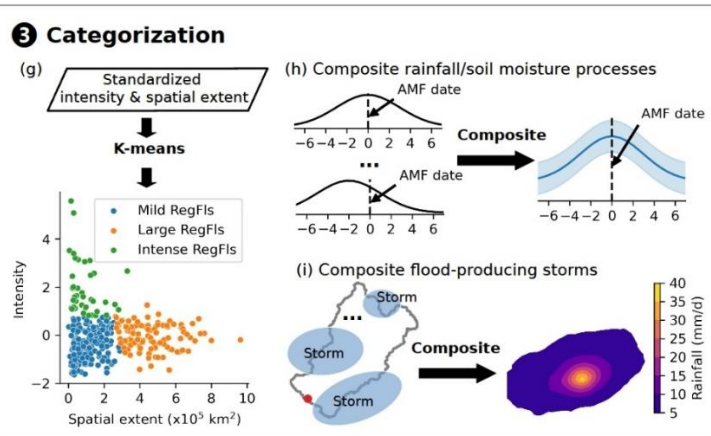 ❸ Categorization
(g)
Standardized
intensity & spatial extent
K-means
Mild RegFls
Large RegFls
Intense RegFls
4
2
0
−2
Intensity
0 2 4 6 8 10
Spatial extent (x10⁵ km²)
(h) Composite rainfall/soil moisture processes
AMF date
−6 −4 −2 0 2 4 6
...
AMF date
−6 −4 −2 0 2 4 6
Composite
AMF date
−6 −4 −2 0 2 4 6
(i) Composite flood-producing storms
Storm
...
Storm
Storm
Composite
40
35
30
25
20
15
10
5
Rainfall (mm/d)